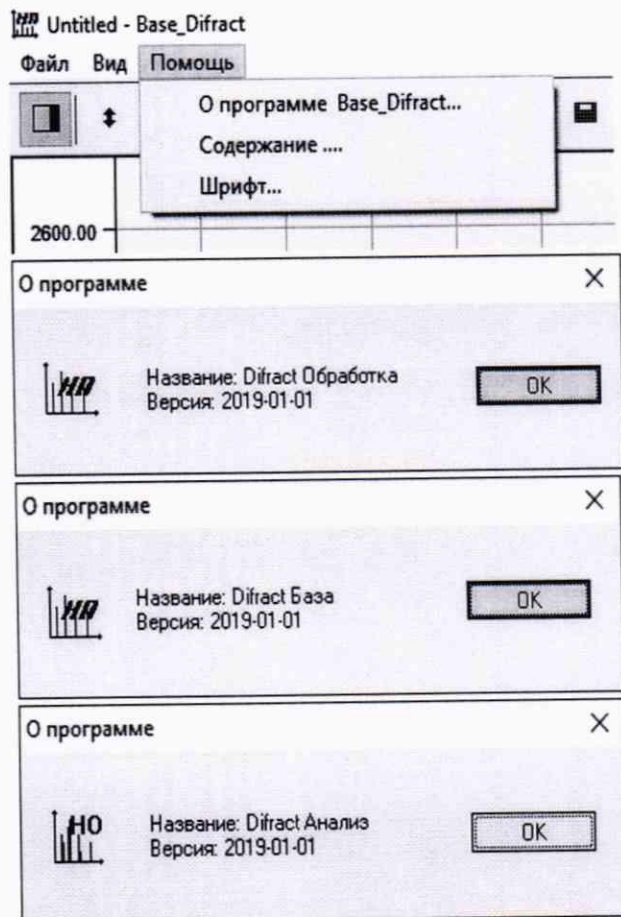 Untitled - Base_Difract
Файл Вид Помощь
О программе Base_Difract...
Содержание ....
Шрифт...
2600.00
О программе
Название: Difract Обработка
Версия: 2019-01-01
OK
О программе
Название: Difract База
Версия: 2019-01-01
OK
О программе
НО
Название: Difract Анализ
Версия: 2019-01-01
OK